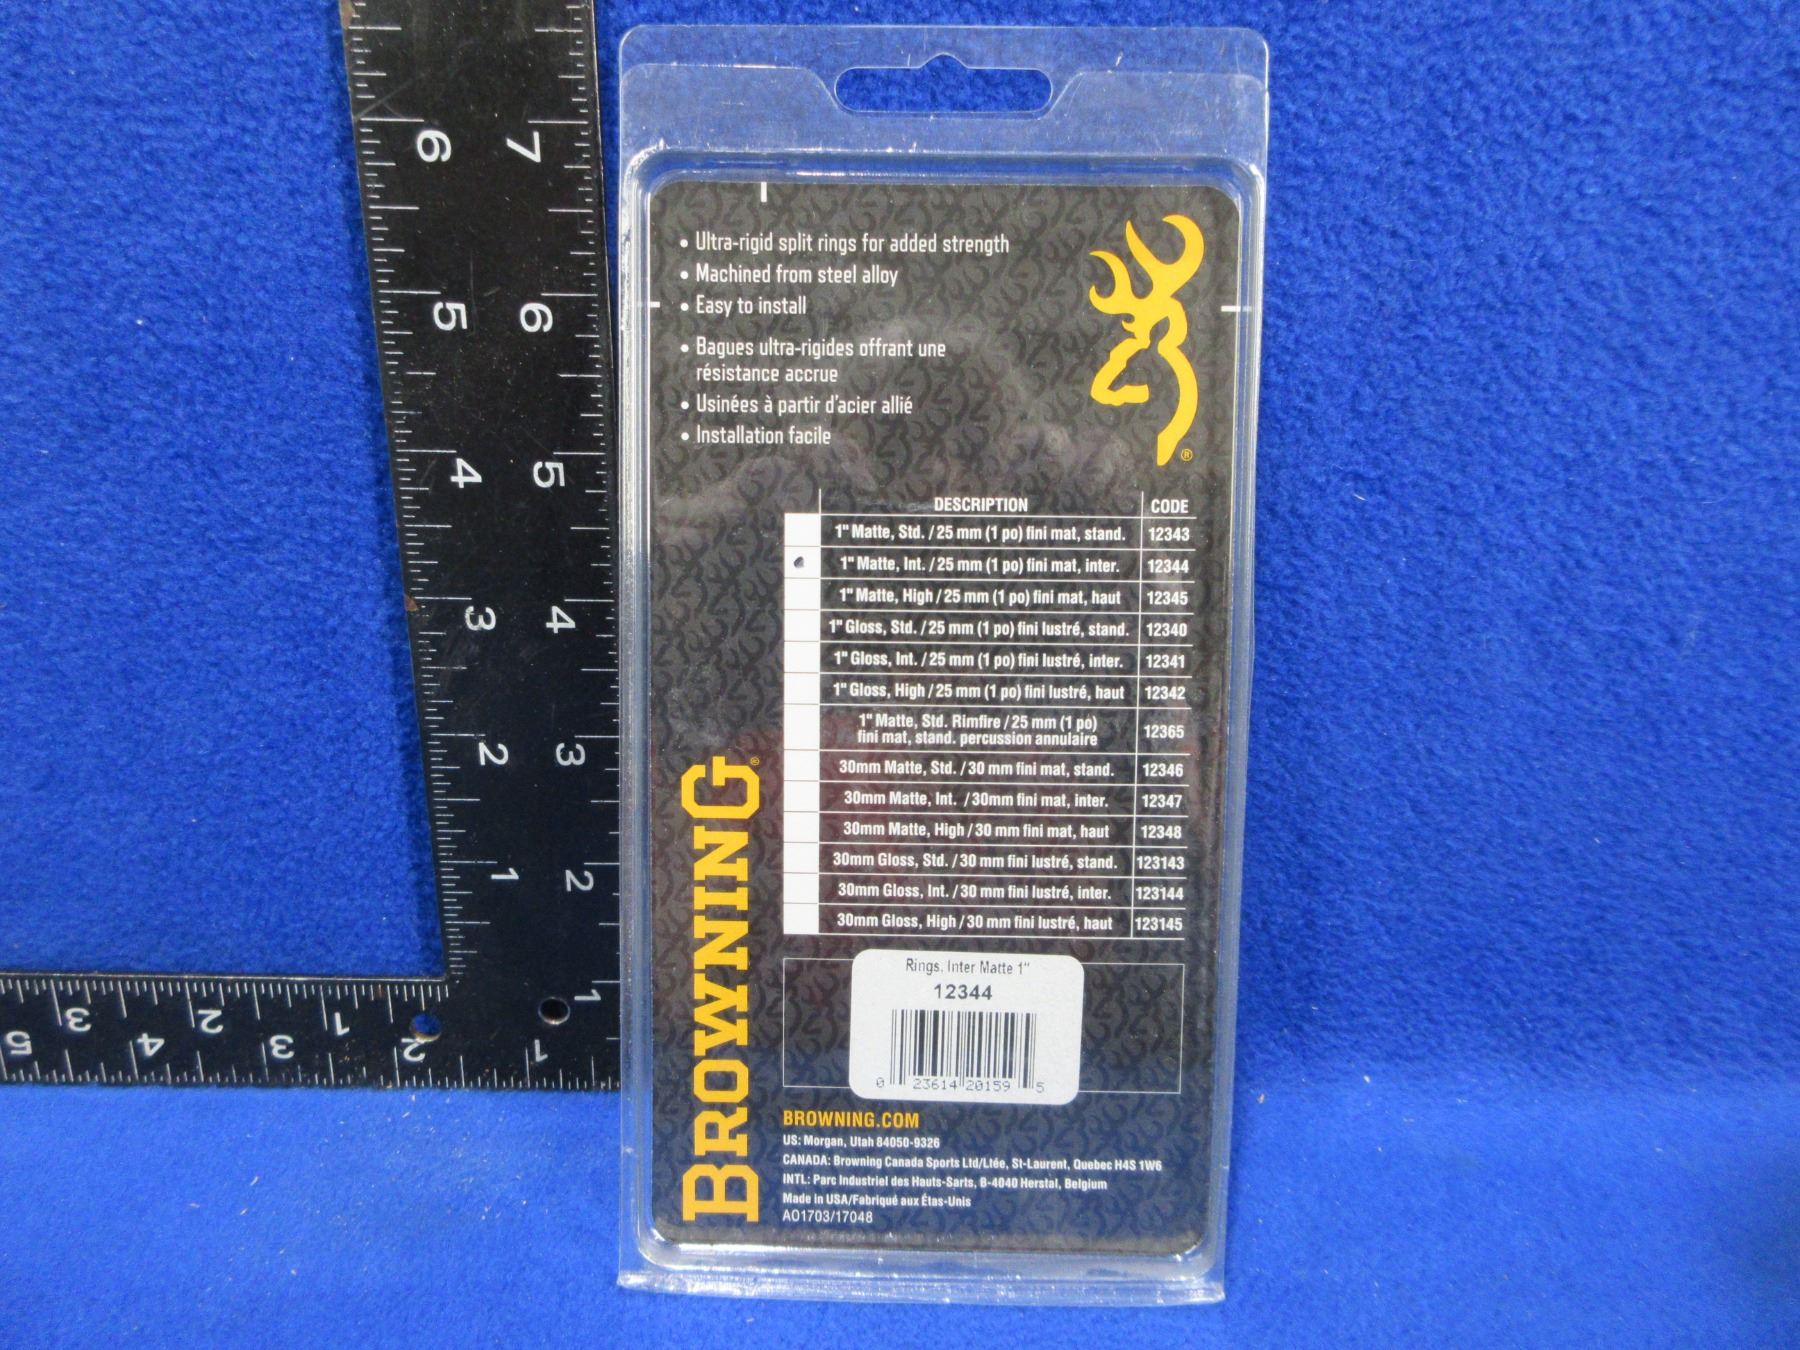 6 7
5 6
4 5
3 4
2 3
1 2
1
3 2 1
5 4 3 2 1
• Ultra-rigid split rings for added strength
• Machined from steel alloy
• Easy to install
• Bagues ultra-rigides offrant une
résistance accrue
• Usinées à partir d'acier allié
• Installation facile
®
DESCRIPTION CODE
1" Matte, Std. / 25 mm (1 po) fini mat, stand. 12343
1" Matte, Int. / 25 mm (1 po) fini mat, inter. 12344
1" Matte, High / 25 mm (1 po) fini mat, haut 12345
1" Gloss, Std. / 25 mm (1 po) fini lustré, stand. 12340
1" Gloss, Int. / 25 mm (1 po) fini lustré, inter. 12341
1" Gloss, High / 25 mm (1 po) fini lustré, haut 12342
1" Matte, Std. Rimfire / 25 mm (1 po)
fini mat, stand. percussion annulaire 12365
30mm Matte, Std. / 30 mm fini mat, stand. 12346
30mm Matte, Int. / 30mm fini mat, inter. 12347
30mm Matte, High / 30 mm fini mat, haut 12348
30mm Gloss, Std. / 30 mm fini lustré, stand. 123143
30mm Gloss, Int. / 30 mm fini lustré, inter. 123144
30mm Gloss, High / 30 mm fini lustré, haut 123145
BROWNING®
Rings, Inter Matte 1"
12344
0 23614 20159 5
BROWNING.COM
US: Morgan, Utah 84050-9326
CANADA: Browning Canada Sports Ltd/Ltée, St-Laurent, Quebec H4S 1W6
INTL: Parc Industriel des Hauts-Sarts, B-4040 Herstal, Belgium
Made in USA/Fabriqué aux Étas-Unis
AO1703/17048